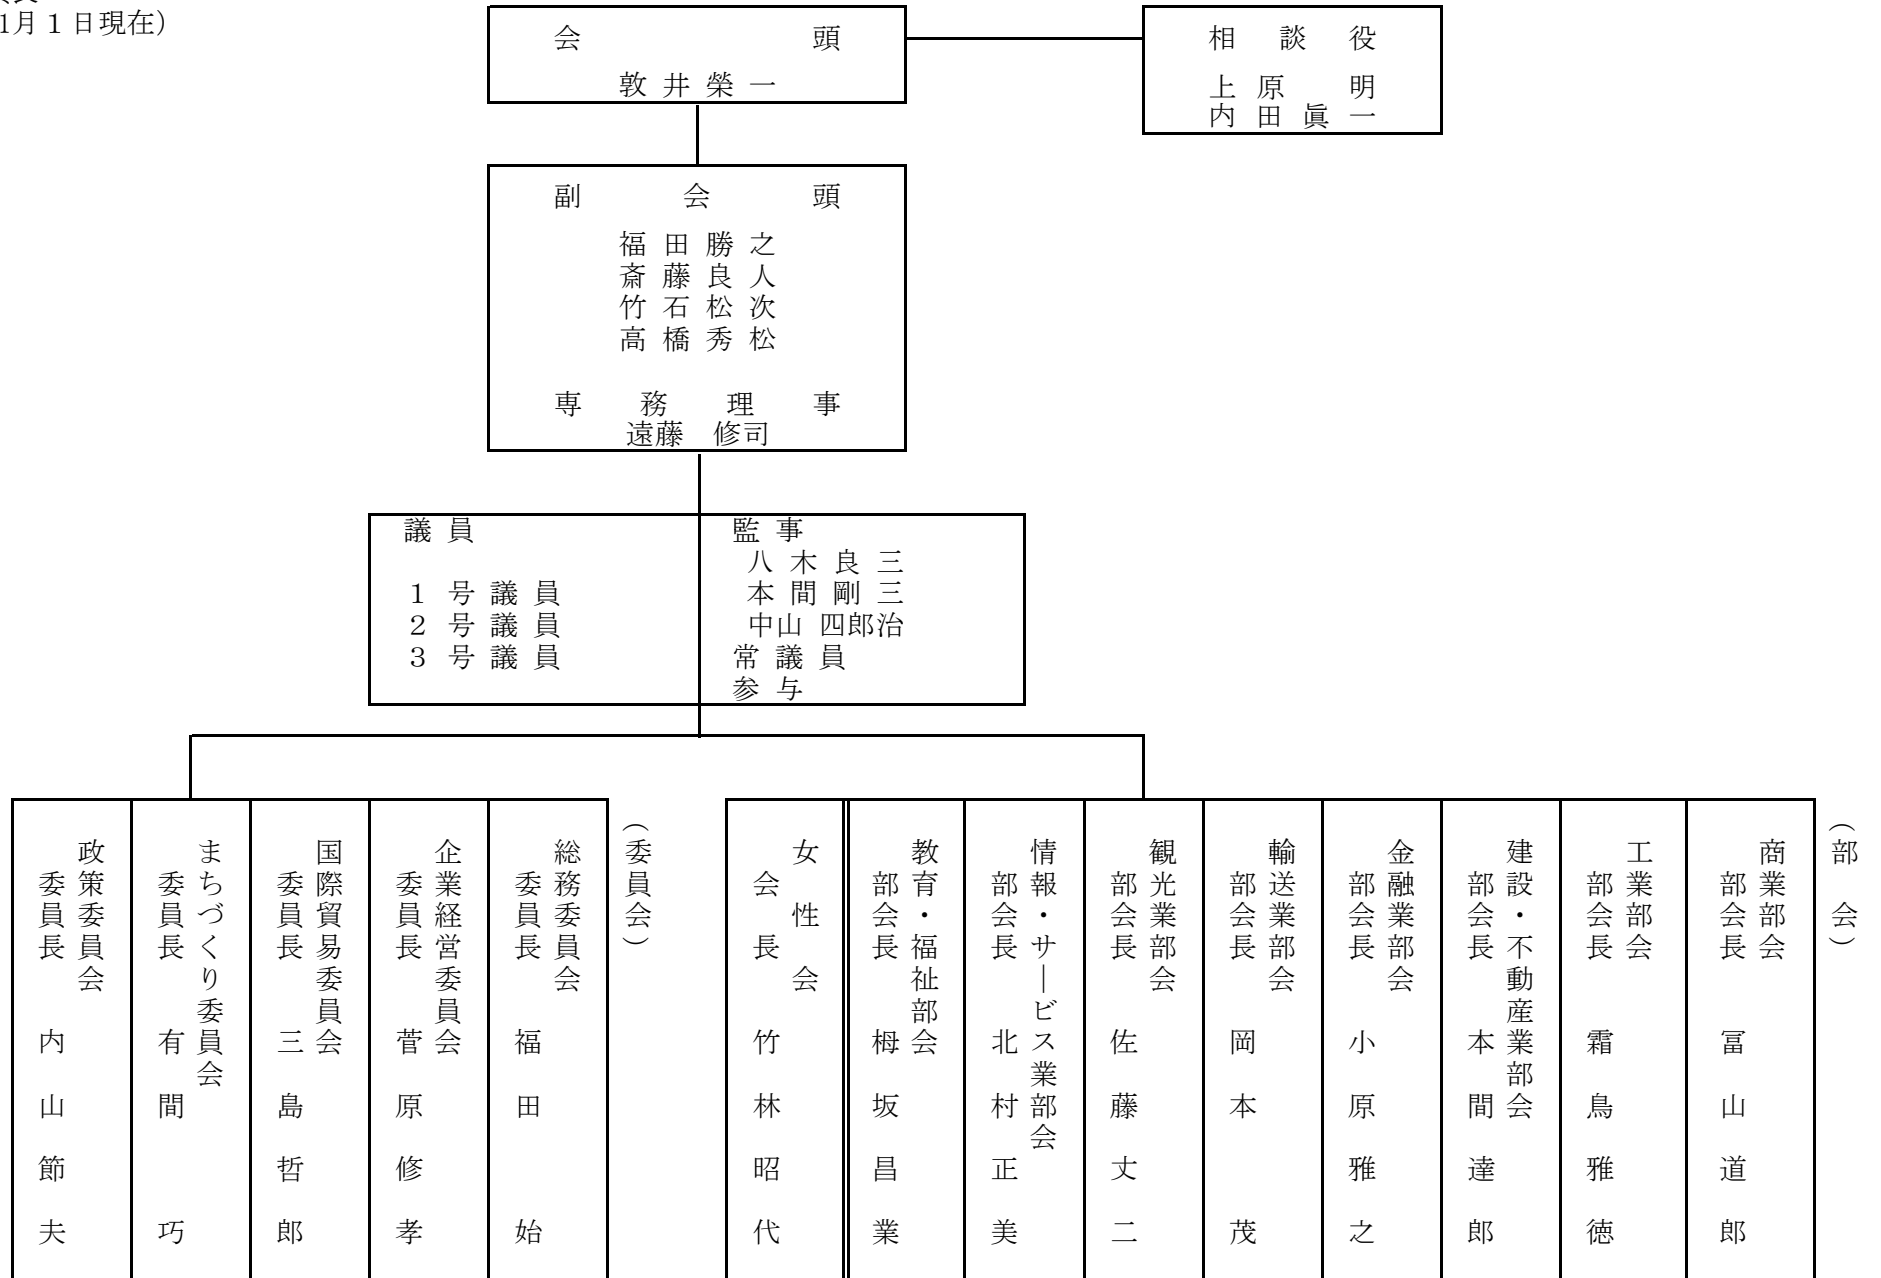 1月１日現在）
会頭
敦井榮一
相談役
上原明
内田眞一
副会頭
福田勝之
斎藤良人
竹石松次
高橋秀松
専務理事
遠藤　修司
議員
１号議員
２号議員
３号議員
監事
八木良三
本間剛三
中山 四郎治
常議員
参与
（部　会）
商業部会
部会長　冨山道郎
工業部会
部会長　霜鳥雅徳
建設・不動産業部会
部会長　本間達郎
金融業部会
部会長　小原雅之
輸送業部会
部会長　岡本　茂
観光業部会
部会長　佐藤丈二
情報・サービス業部会
部会長　北村正美
教育・福祉部会
部会長　栂坂昌業
女性会
会長　竹林昭代
（委員会）
総務委員会
委員長　福田　始
企業経営委員会
委員長　菅原修孝
国際貿易委員会
委員長　三島哲郎
まちづくり委員会
委員長　有間　巧
政策委員会
委員長　内山節夫